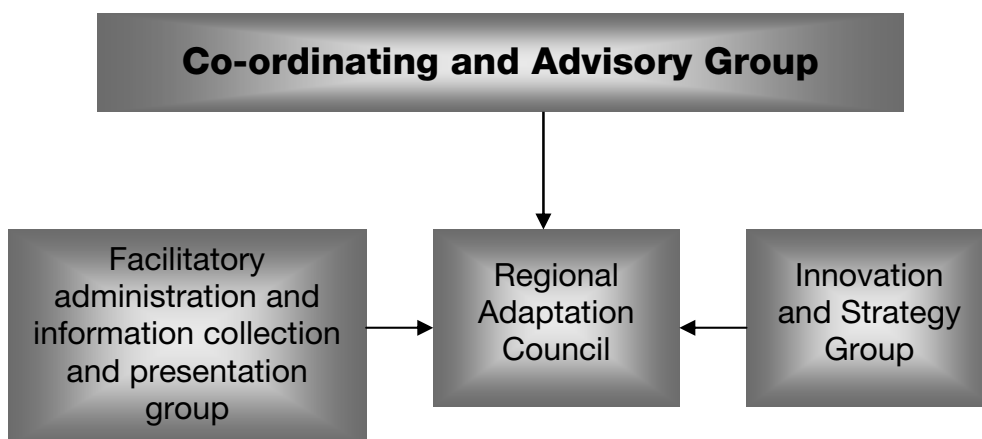 Co-ordinating and Advisory Group
Facilitatory
administration and
information collection
and presentation
group
Regional
Adaptation
Council
Innovation
and Strategy
Group